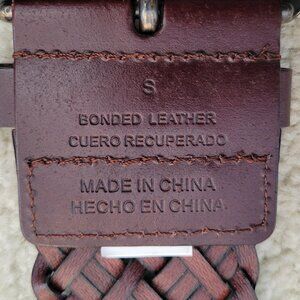 S
BONDED LEATHER
CUERO RECUPERADO
MADE IN CHINA
HECHO EN CHINA